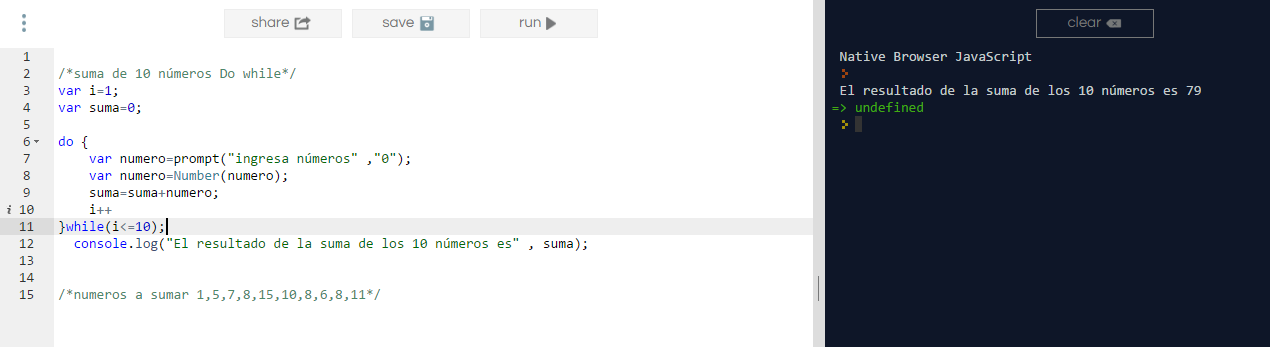 share
save
run
clear
1
2 /*suma de 10 números Do while*/
3 var i=1;
4 var suma=0;
5
6 do {
7 var numero=prompt("ingresa números" ,"0");
8 var numero=Number(numero);
9 suma=suma+numero;
i 10 i++
11 }while(i<=10);
12 console.log("El resultado de la suma de los 10 números es" , suma);
13
14
15 /*numeros a sumar 1,5,7,8,15,10,8,6,8,11*/
Native Browser JavaScript
El resultado de la suma de los 10 números es 79
=> undefined